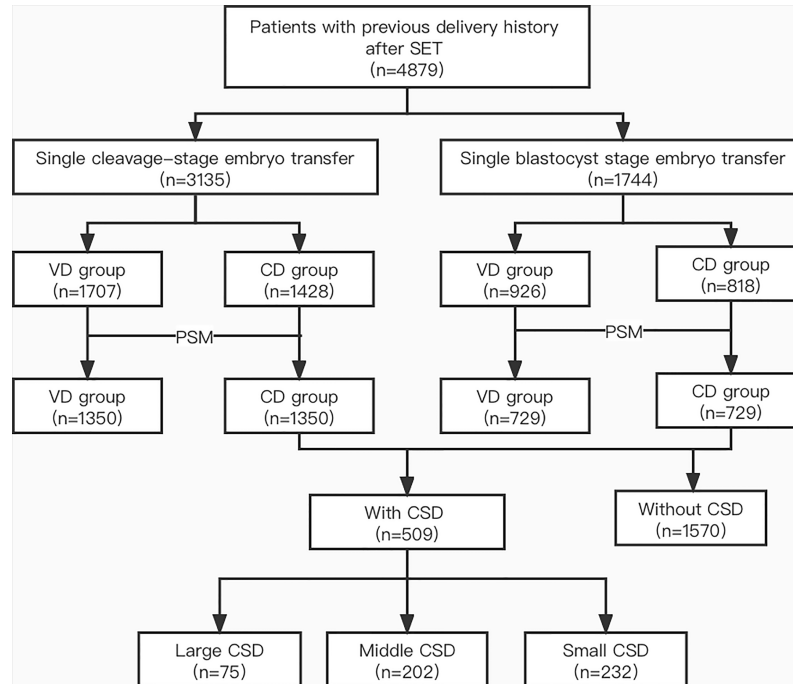 Patients with previous delivery history
after SET
(n=4879)
Single cleavage-stage embryo transfer
(n=3135)
Single blastocyst stage embryo transfer
(n=1744)
VD group
(n=1707)
CD group
(n=1428)
VD group
(n=926)
CD group
(n=818)
PSM
PSM
VD group
(n=1350)
CD group
(n=1350)
VD group
(n=729)
CD group
(n=729)
With CSD
(n=509)
Without CSD
(n=1570)
Large CSD
(n=75)
Middle CSD
(n=202)
Small CSD
(n=232)